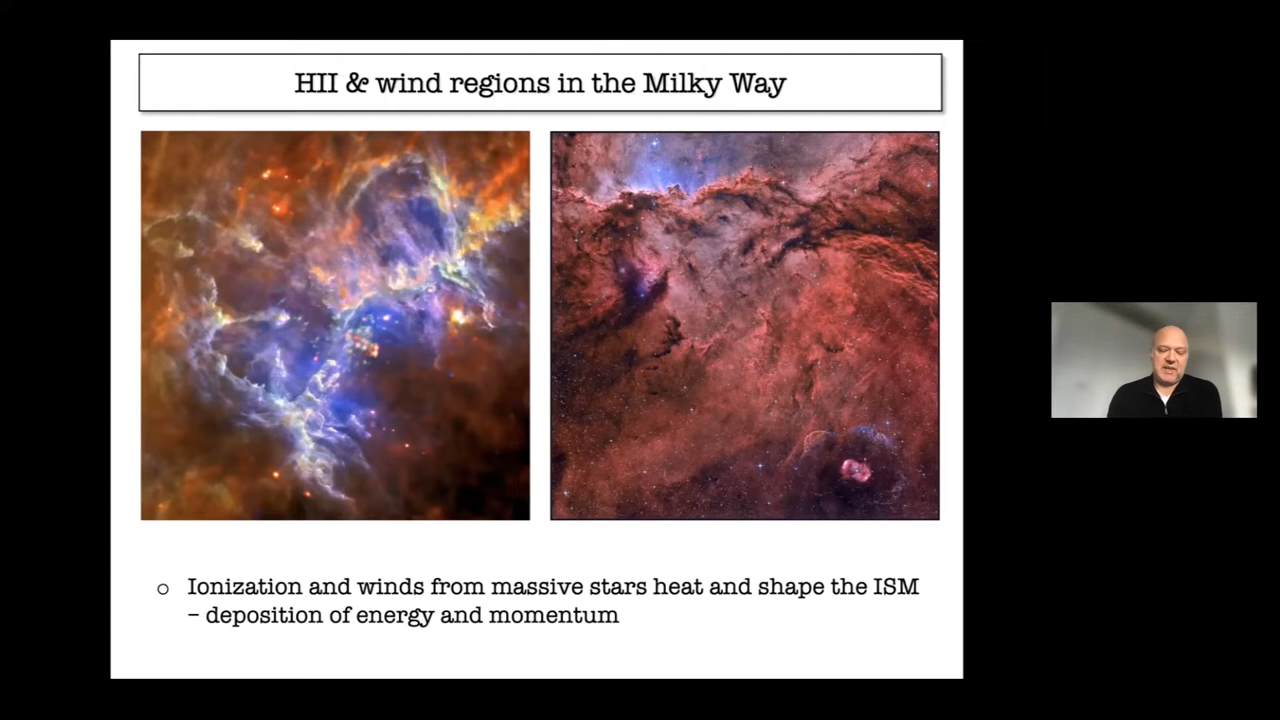 HII & wind regions in the Milky Way
o Ionization and winds from massive stars heat and shape the ISM
– deposition of energy and momentum